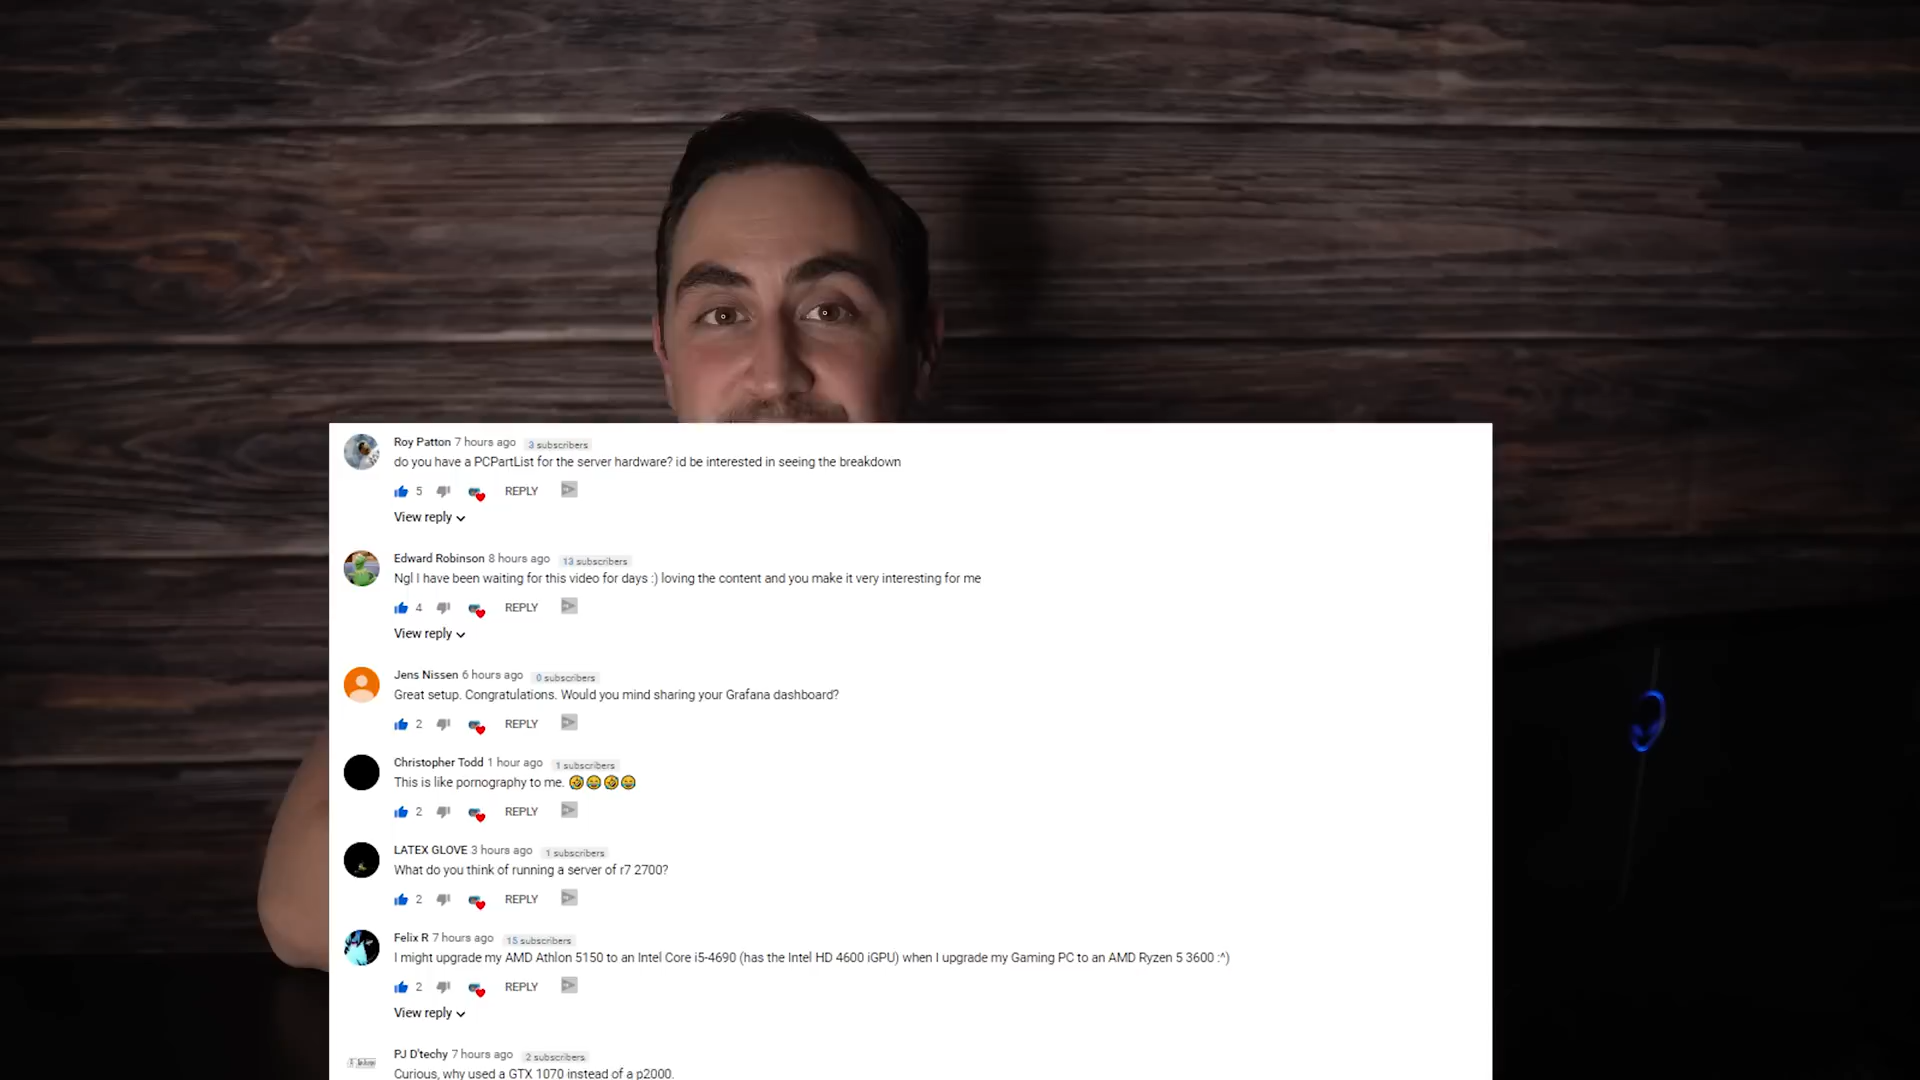 Roy Patton 7 hours ago 3 subscribers
do you have a PCPartList for the server hardware? id be interested in seeing the breakdown
5 REPLY
View reply
Edward Robinson 8 hours ago 13 subscribers
Ngl I have been waiting for this video for days :) loving the content and you make it very interesting for me
4 REPLY
View reply
Jens Nissen 6 hours ago 0 subscribers
Great setup. Congratulations. Would you mind sharing your Grafana dashboard?
2 REPLY
Christopher Todd 1 hour ago 1 subscribers
This is like pornography to me. 🤣😂🤣😂
2 REPLY
LATEX GLOVE 3 hours ago 1 subscribers
What do you think of running a server of r7 2700?
2 REPLY
Felix R 7 hours ago 15 subscribers
I might upgrade my AMD Athlon 5150 to an Intel Core i5-4690 (has the Intel HD 4600 iGPU) when I upgrade my Gaming PC to an AMD Ryzen 5 3600 :^)
2 REPLY
View reply
PJ D'techy 7 hours ago 2 subscribers
Curious, why used a GTX 1070 instead of a p2000.